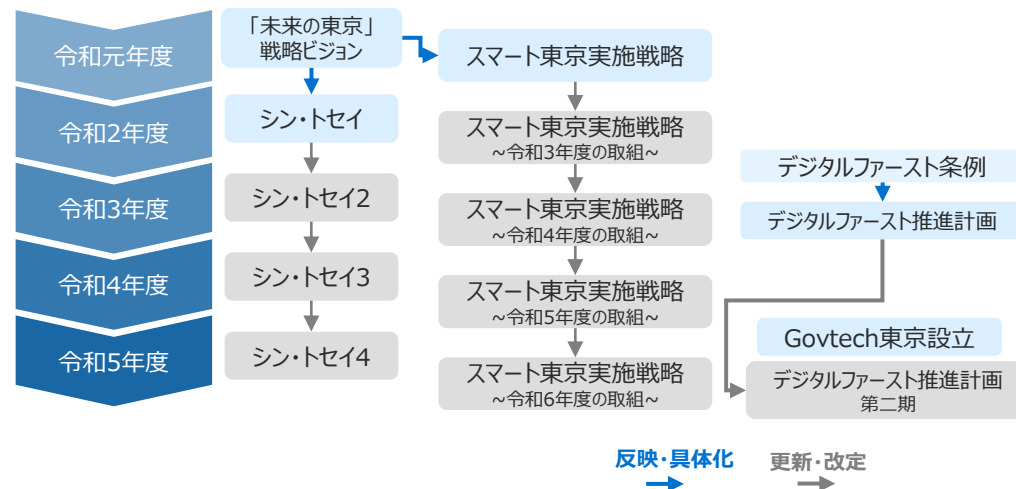 令和元年度
令和2年度
令和3年度
令和4年度
令和5年度
「未来の東京」
戦略ビジョン
シン・トセイ
シン・トセイ2
シン・トセイ3
シン・トセイ4
スマート東京実施戦略
スマート東京実施戦略
~令和3年度の取組~
スマート東京実施戦略
~令和4年度の取組~
スマート東京実施戦略
~令和5年度の取組~
スマート東京実施戦略
~令和6年度の取組~
デジタルファースト条例
デジタルファースト推進計画
Govtech東京設立
デジタルファースト推進計画
第二期
反映・具体化
更新・改定